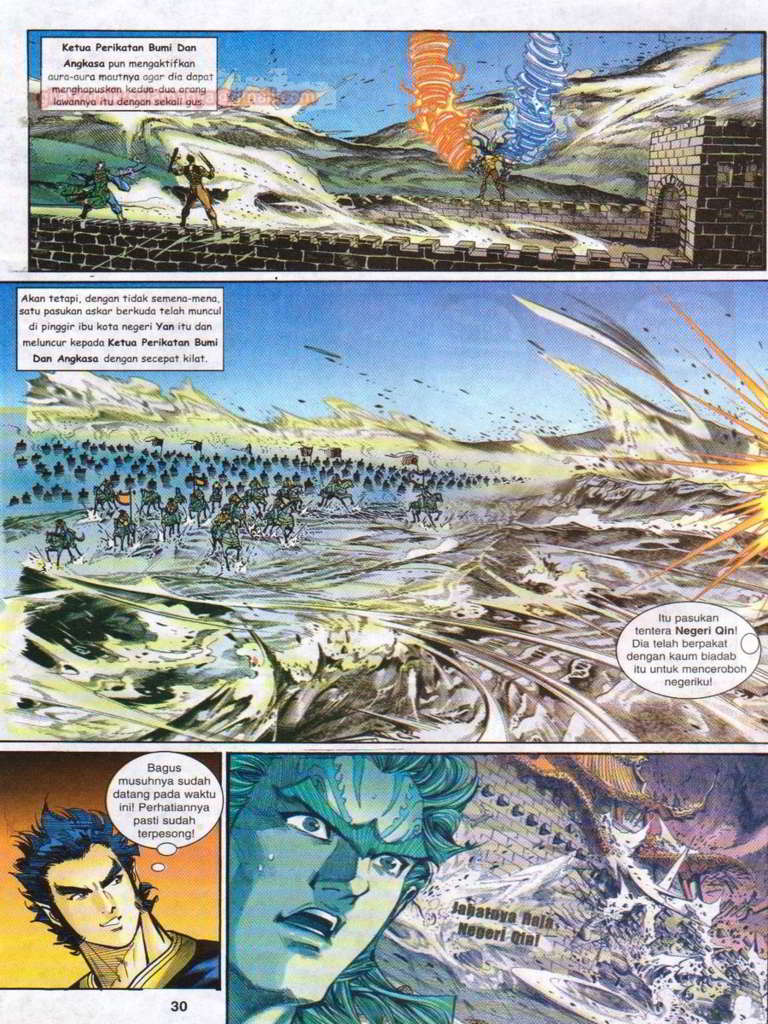 Ketua Perikatan Bumi Dan
Angkasa pun mengaktifkan
aura-aura mautnya agar dia dapat
menghapuskan kedua-dua orang
lawannya itu dengan sekali gus.
Akan tetapi, dengan tidak semena-mena,
satu pasukan askar berkuda telah muncul
di pinggir ibu kota negeri Yan itu dan
meluncur kepada Ketua Perikatan Bumi
Dan Angkasa dengan secepat kilat.
Itu pasukan
tentera Negeri Qin!
Dia telah berpakat
dengan kaum biadab
itu untuk menceroboh
negeriku!
Bagus
musuhnya sudah
datang pada waktu
ini! Perhatiannya
pasti sudah
terpesong!
Jahatnya Raja
Negeri Qin!
30